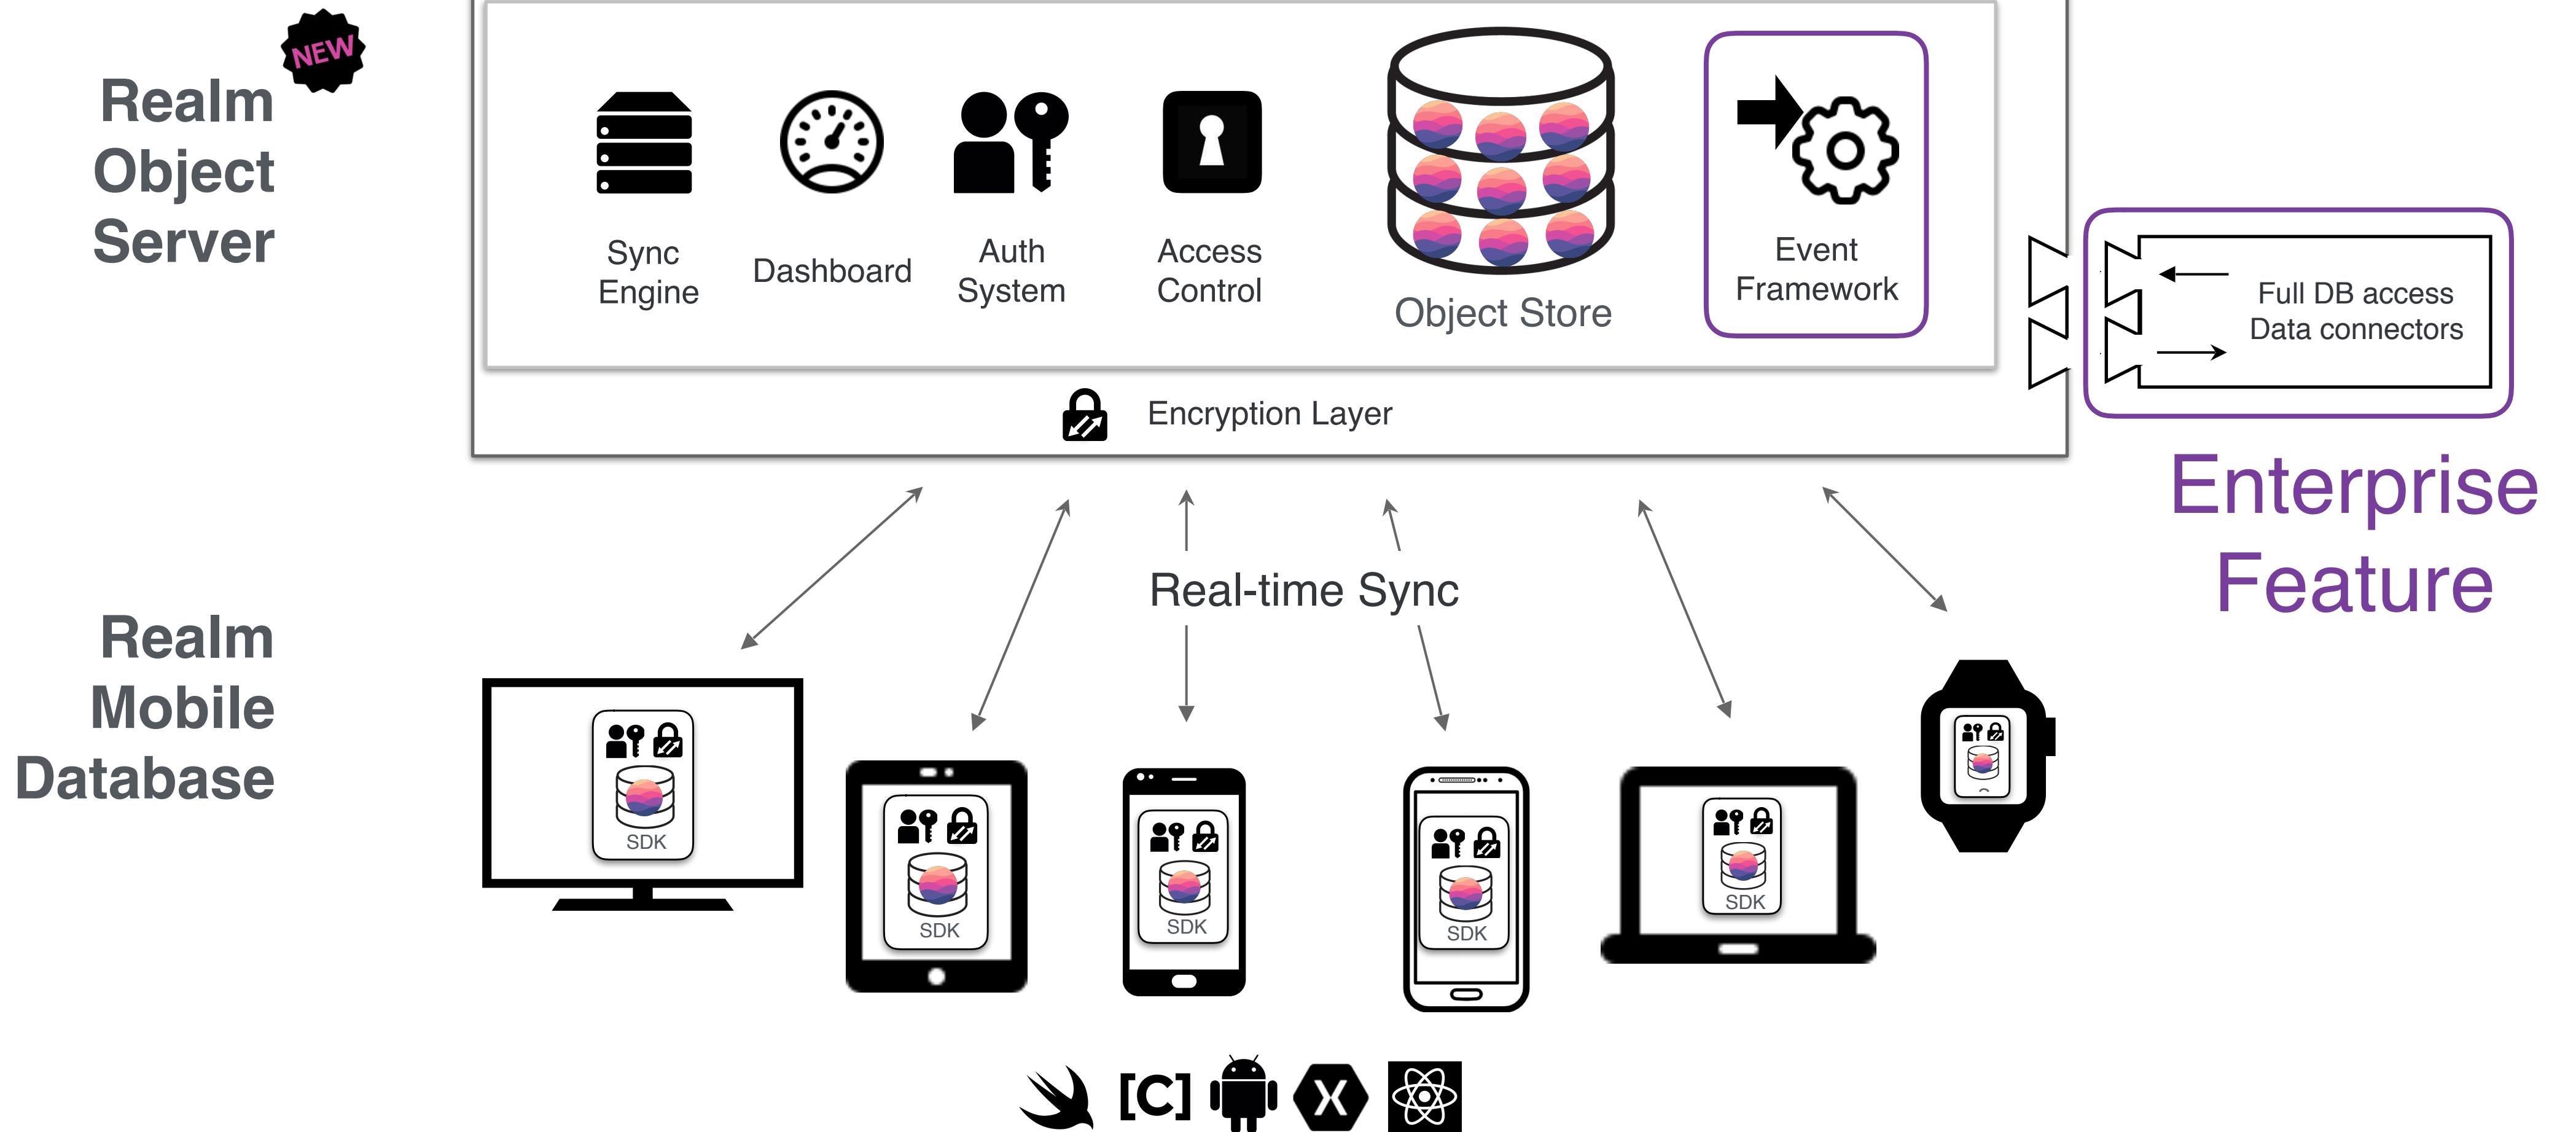 NEW
Realm
Object
Server
Sync
Engine
Dashboard
Auth
System
Access
Control
Object Store
Event
Framework
Full DB access
Data connectors
Encryption Layer
Enterprise
Feature
Real-time Sync
Realm
Mobile
Database
SDK
SDK
SDK
SDK
SDK
[C]
X